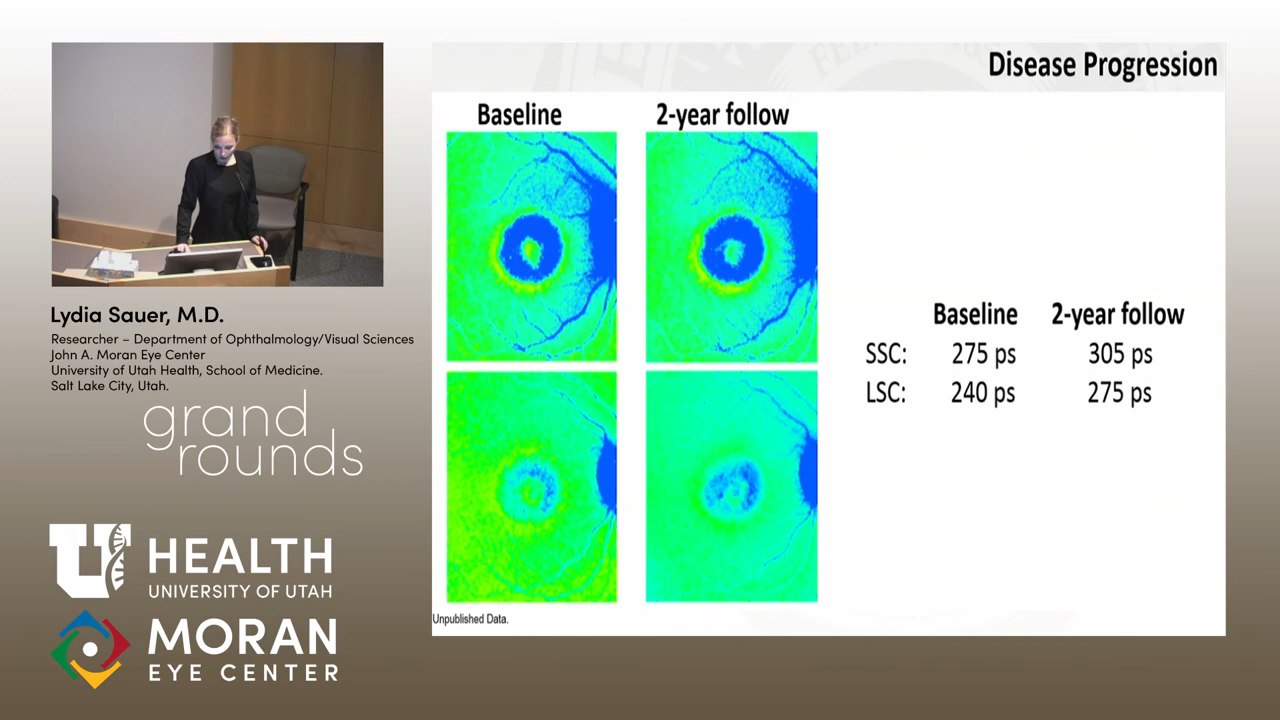 Disease Progression
Baseline 2-year follow
Baseline 2-year follow
SSC: 275 ps 305 ps
LSC: 240 ps 275 ps
Unpublished Data.
Lydia Sauer, M.D.
Researcher – Department of Ophthalmology/Visual Sciences
John A. Moran Eye Center
University of Utah Health, School of Medicine.
Salt Lake City, Utah.
grand
rounds
U HEALTH
UNIVERSITY OF UTAH
MORAN
EYE CENTER